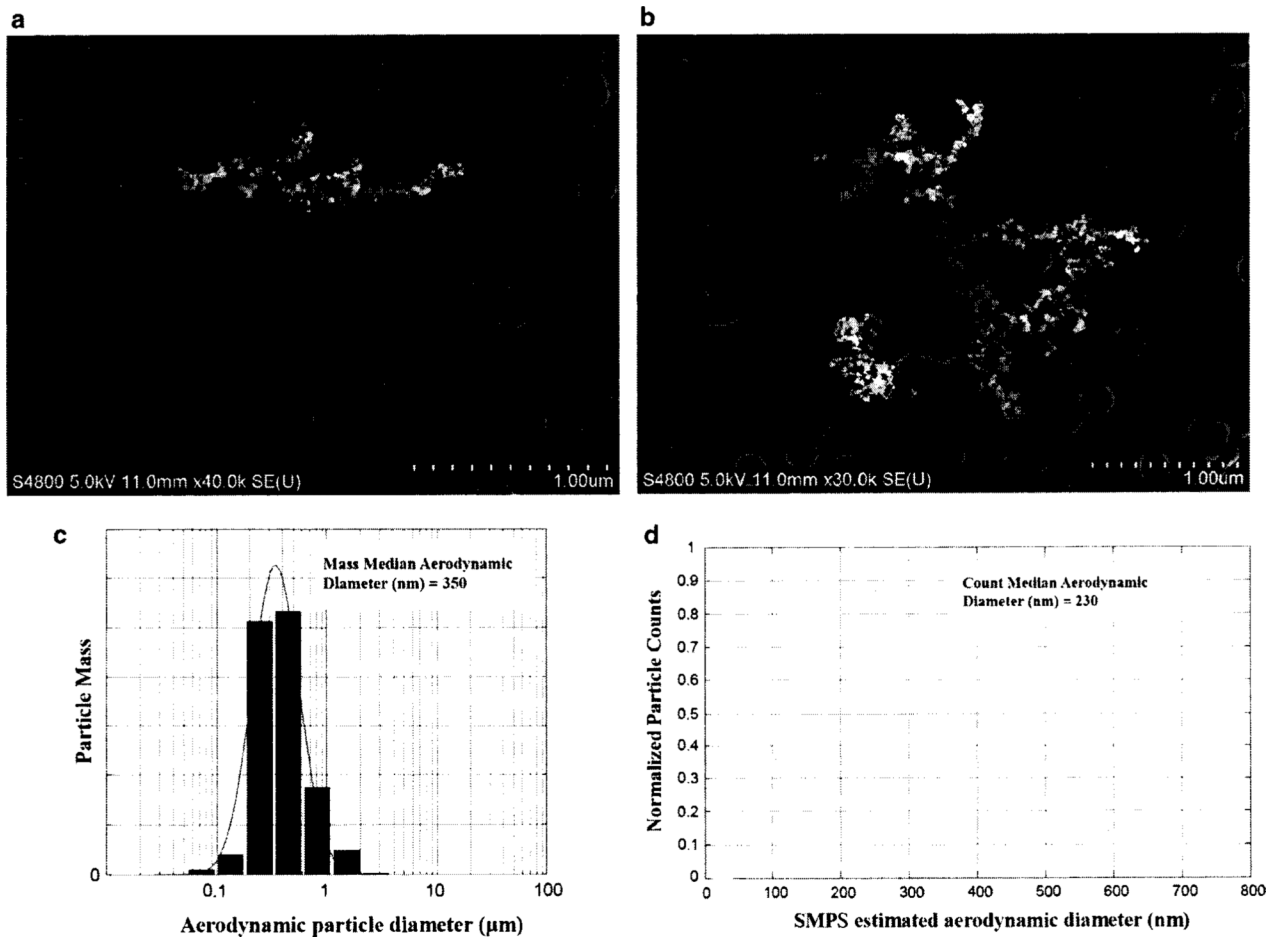 a
b
S4800 5.0kV 11.0mm x40.0k SE(U)
1.00um
S4800 5.0kV 11.0mm x30.0k SE(U)
1.00um
c
Mass Median Aerodynamic
Diameter (nm) = 350
Particle Mass
0
0.1
1
10
100
Aerodynamic particle diameter (μm)
d
Count Median Aerodynamic
Diameter (nm) = 230
Normalized Particle Counts
1
0.9
0.8
0.7
0.6
0.5
0.4
0.3
0.2
0.1
0
0
100
200
300
400
500
600
700
800
SMPS estimated aerodynamic diameter (nm)